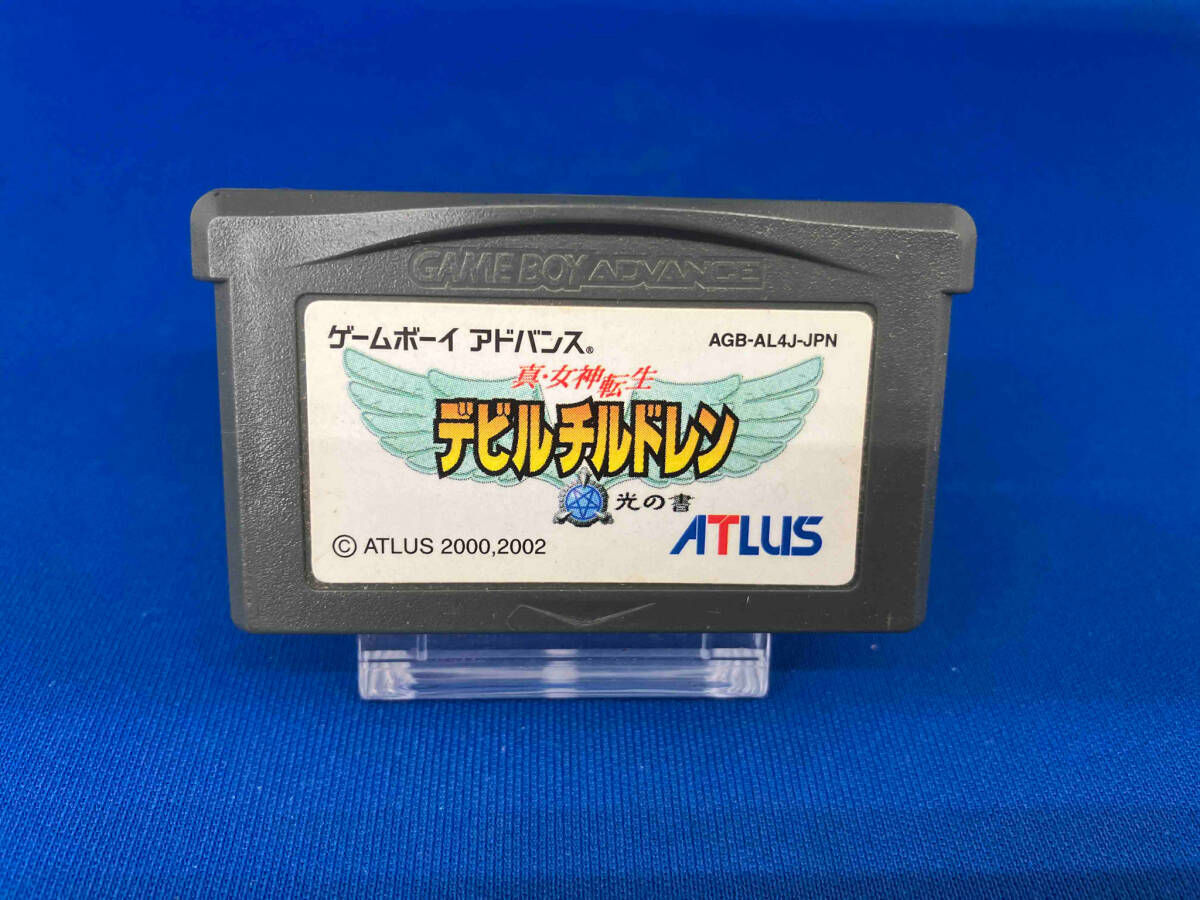 GAME BOY ADVANCE
ゲームボーイ アドバンス®
AGB-AL4J-JPN
真・女神転生
デビルチルドレン
光の書
© ATLUS 2000,2002
ATLUS